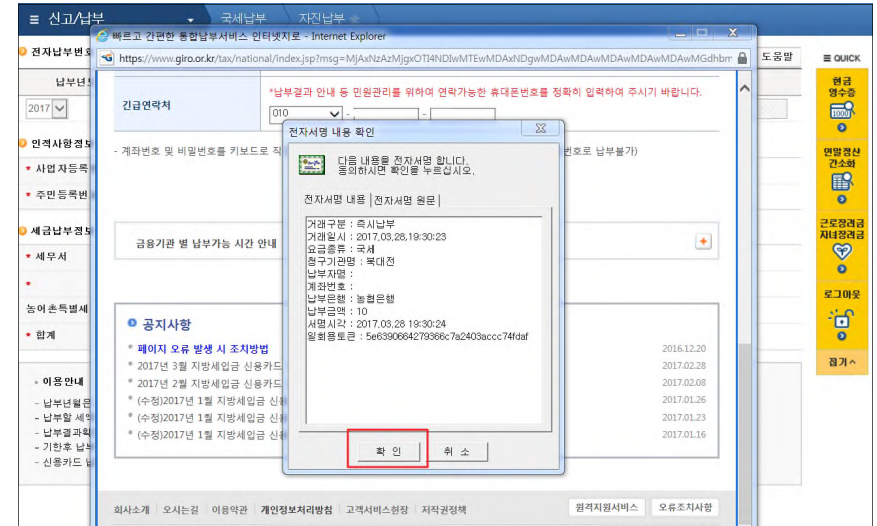 ≡ 신고/납부
국세납부
자진납부 ★
빠르고 간편한 통합납부서비스 인터넷지로 - Internet Explorer
https://www.giro.or.kr/tax/national/index.jsp?msg=
도움말
≡ QUICK
전자납부번호
납부년
2017
긴급연락처
*납부결과 안내 등 민원관리를 위하여 연락가능한 휴대폰번호를 정확히 입력하여 주시기 바랍니다.
010
- 계좌번호 및 비밀번호를 키보드로 직
번호로 납부불가)
인적사항정보
* 사업자등록
* 주민등록번
세금납부정보
* 세무서
*
농어촌특별세
* 합계
금융기관 별 납부가능 시간 안내
전자서명 내용 확인
다음 내용을 전자서명 합니다.
동의하시면 확인을 누르십시오.
전자서명 내용
전자서명 원문
거래구분 : 즉시납부
거래일시 : 2017,03,28,19:30:23
요금종류 : 국세
청구기관명 : 북대전
납부자명 :
계좌번호 :
납부은행 : 농협은행
납부금액 : 10
서명시각 : 2017,03,28 19:30:24
일회용토큰 : 5e6390664279366c7a2403accc74fdaf
확 인
취 소
공지사항
* 페이지 오류 발생 시 조치방법
2016.12.20
* 2017년 3월 지방세입금 신용카드
2017.02.28
* 2017년 2월 지방세입금 신용카드
2017.02.08
* (수정)2017년 1월 지방세입금 신용
2017.01.26
* (수정)2017년 1월 지방세입금 신용
2017.01.23
* (수정)2017년 1월 지방세입금 신용
2017.01.16
이용안내
- 납부년월은
- 납부할 세액
- 납부결과확
- 기한후 납부
- 신용카드 납
회사소개
오시는길
이용약관
개인정보처리방침
고객서비스헌장
저작권정책
원격지원서비스
오류조치사항
현금
영수증
1000
연말정산
간소화
근로장려금
자녀장려금
로그아웃
접기